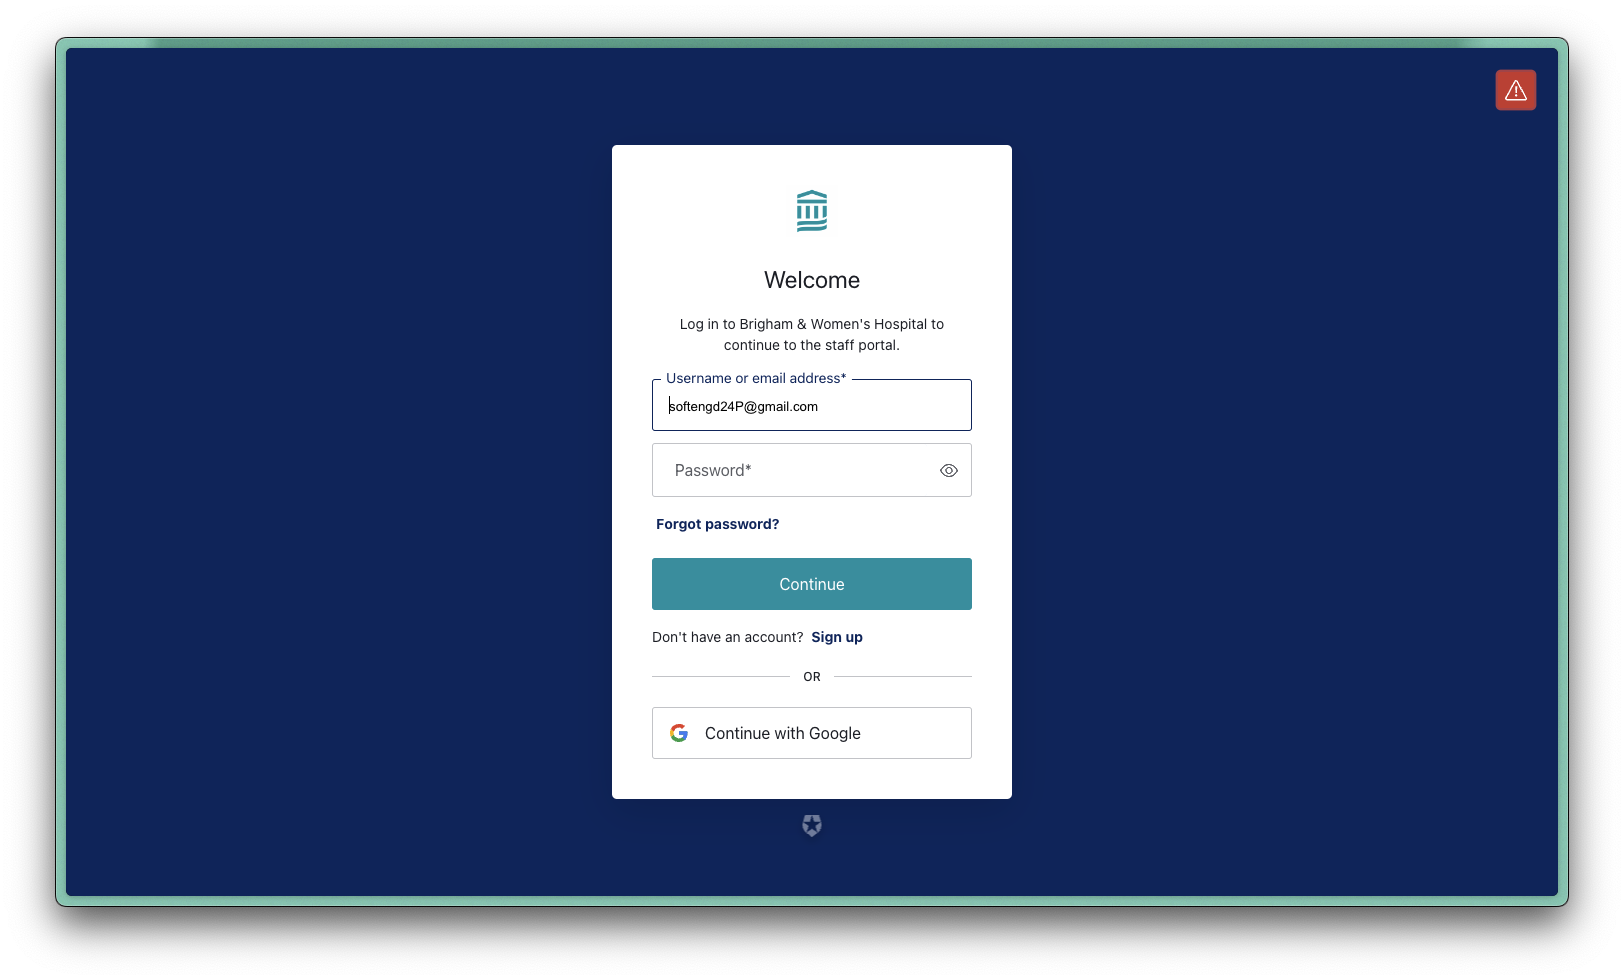 Welcome
Log in to Brigham & Women's Hospital to
continue to the staff portal.
Username or email address*
softengd24P@gmail.com
Password*
Forgot password?
Continue
Don't have an account? Sign up
OR
Continue with Google